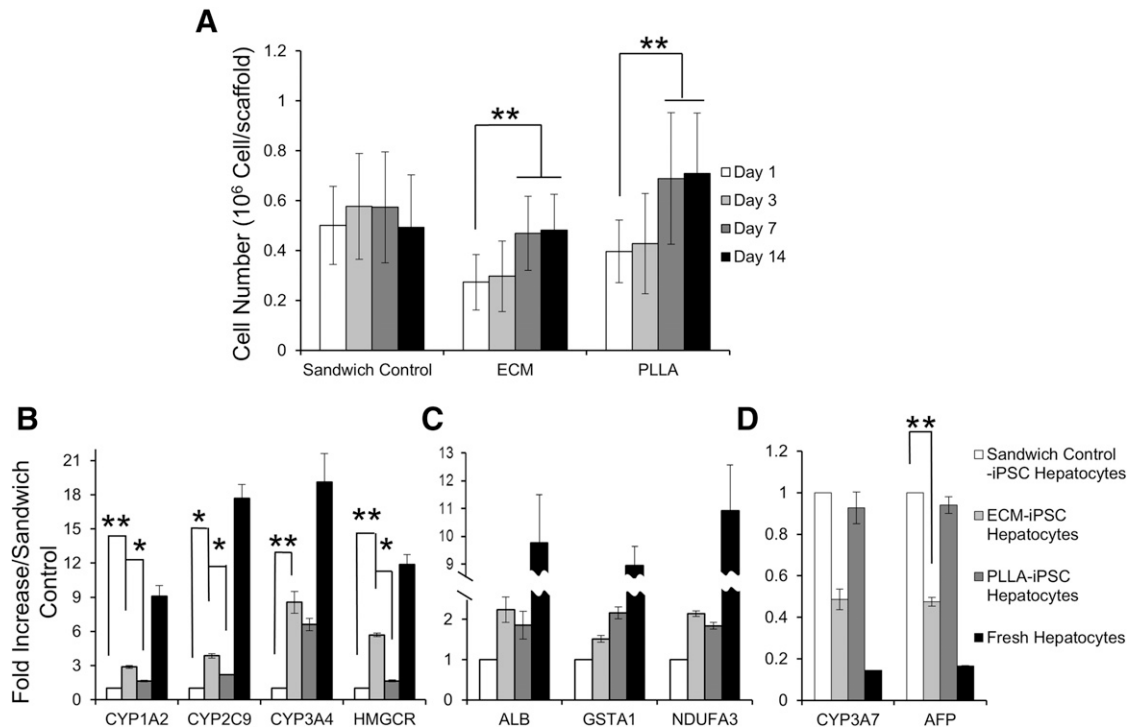 A
Cell Number (10⁶ Cell/scaffold)
1.2
1
0.8
0.6
0.4
0.2
0
**
**
Day 1
Day 3
Day 7
Day 14
Sandwich Control ECM PLLA
B
Fold Increase/Sandwich
Control
21
18
15
12
9
6
3
0
** * * * ** ** *
CYP1A2 CYP2C9 CYP3A4 HMGCR
C
13
12
11
10
9
2
1
0
ALB GSTA1 NDUFA3
D
1.2
1
0.8
0.6
0.4
0.2
0
**
CYP3A7 AFP
Sandwich Control
-iPSC Hepatocytes
ECM-iPSC
Hepatocytes
PLLA-iPSC
Hepatocytes
Fresh Hepatocytes